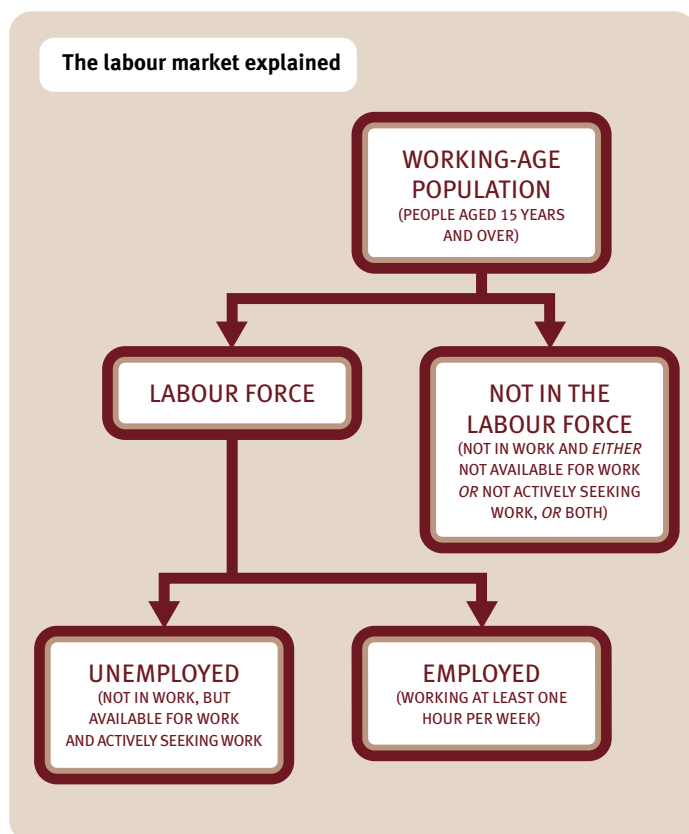 The labour market explained
WORKING-AGE
POPULATION
(PEOPLE AGED 15 YEARS
AND OVER)
LABOUR FORCE
NOT IN THE
LABOUR FORCE
(NOT IN WORK AND EITHER
NOT AVAILABLE FOR WORK
OR NOT ACTIVELY SEEKING
WORK, OR BOTH)
UNEMPLOYED
(NOT IN WORK, BUT
AVAILABLE FOR WORK
AND ACTIVELY SEEKING WORK
EMPLOYED
(WORKING AT LEAST ONE
HOUR PER WEEK)